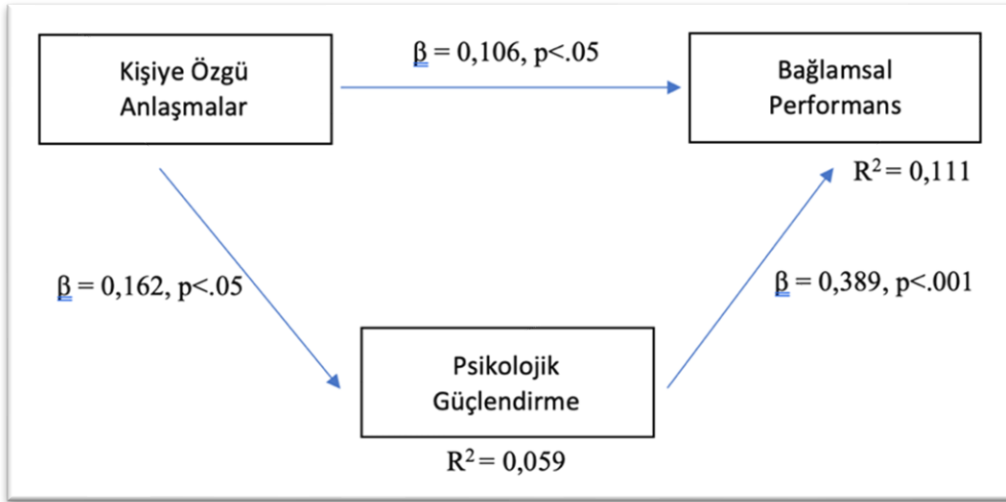 β = 0,106, p<.05
Kişiye Özgü
Anlaşmalar
Bağlamsal
Performans
R² = 0,111
β = 0,162, p<.05
β = 0,389, p<.001
Psikolojik
Güçlendirme
R² = 0,059